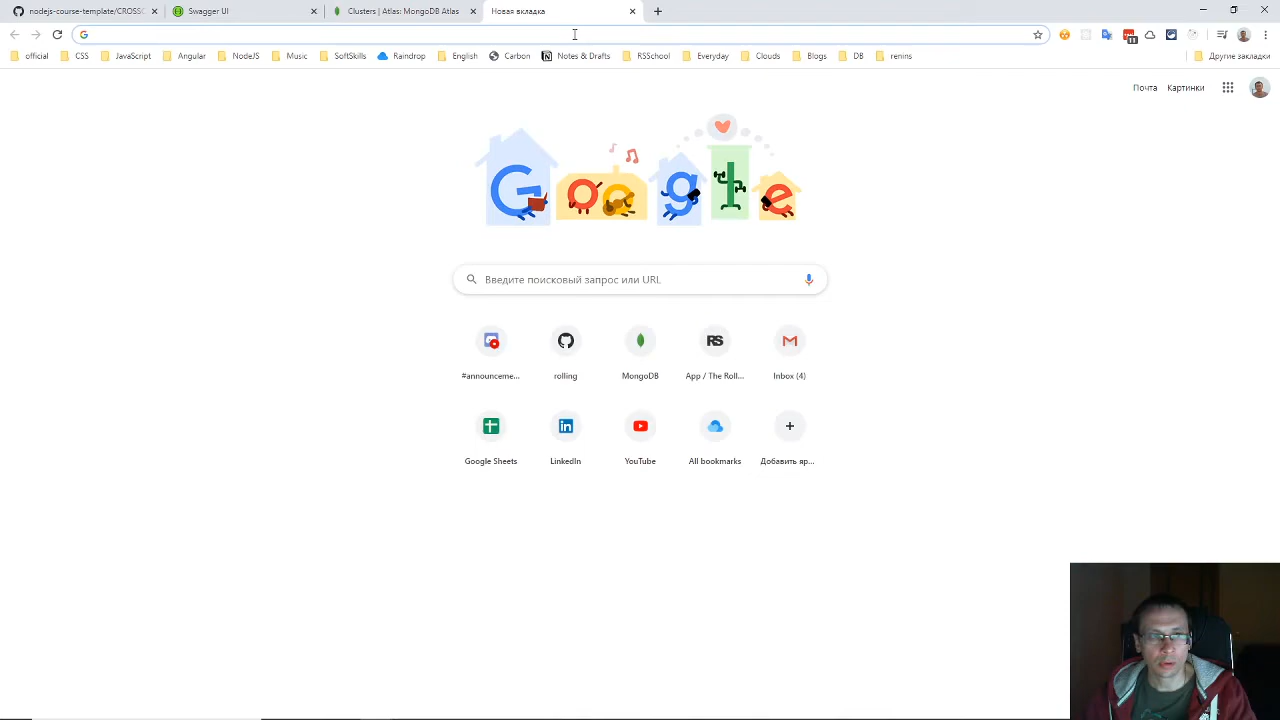 nodejs-course-template/CROSSC
Swagger UI
Clusters | Atlas: MongoDB Atlas
Новая вкладка
official
CSS
JavaScript
Angular
NodeJS
Music
SoftSkills
Raindrop
English
Carbon
Notes & Drafts
RSSchool
Everyday
Clouds
Blogs
DB
renins
Другие закладки
Почта
Картинки
Google
Введите поисковый запрос или URL
RS
#announceme...
rolling
MongoDB
App / The Roll...
Inbox (4)
Google Sheets
LinkedIn
YouTube
All bookmarks
Добавить яр...